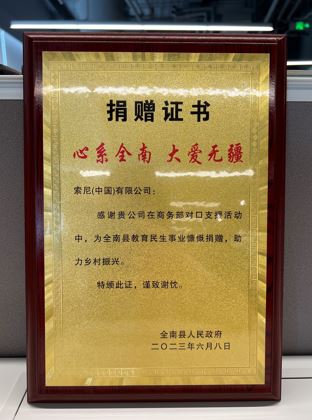 捐赠证书
心系全南 大爱无疆
索尼(中国)有限公司：
感谢贵公司在商务部对口支援活动
中，为全南县教育民生事业慷慨捐赠，助
力乡村振兴。
特颁此证，谨致谢忱。
全南县人民政府
二〇二三年六月八日